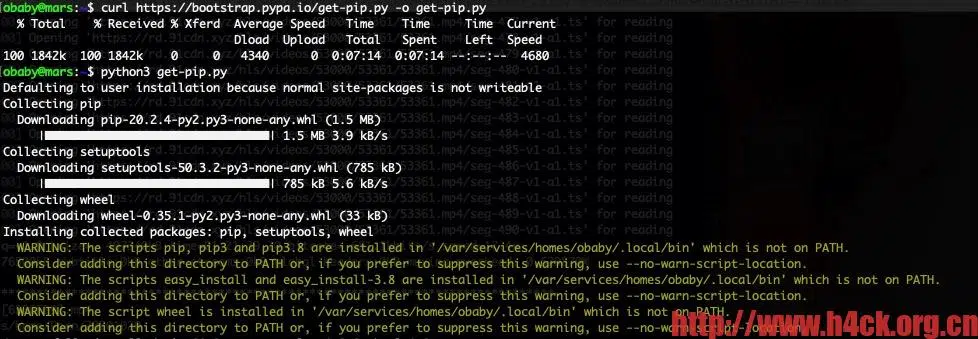 obaby@mars:~$ curl https://bootstrap.pypa.io/get-pip.py -o get-pip.py
% Total % Received % Xferd Average Speed Time Time Time Current
Dload Upload Total Spent Left Speed
100 1842k 100 1842k 0 0 4340 0 0:07:14 0:07:14 --:--:-- 4680
obaby@mars:~$ python3 get-pip.py
Defaulting to user installation because normal site-packages is not writeable
Collecting pip
Downloading pip-20.2.4-py2.py3-none-any.whl (1.5 MB)
1.5 MB 3.9 kB/s
Collecting setuptools
Downloading setuptools-50.3.2-py3-none-any.whl (785 kB)
785 kB 5.6 kB/s
Collecting wheel
Downloading wheel-0.35.1-py2.py3-none-any.whl (33 kB)
Installing collected packages: pip, setuptools, wheel
WARNING: The scripts pip, pip3 and pip3.8 are installed in '/var/services/homes/obaby/.local/bin' which is not on PATH.
Consider adding this directory to PATH or, if you prefer to suppress this warning, use --no-warn-script-location.
WARNING: The scripts easy_install and easy_install-3.8 are installed in '/var/services/homes/obaby/.local/bin' which is not on PATH.
Consider adding this directory to PATH or, if you prefer to suppress this warning, use --no-warn-script-location.
WARNING: The script wheel is installed in '/var/services/homes/obaby/.local/bin' which is not on PATH.
Consider adding this directory to PATH or, if you prefer to suppress this warning, use --no-warn-script-location.
http://www.h4ck.org.cn